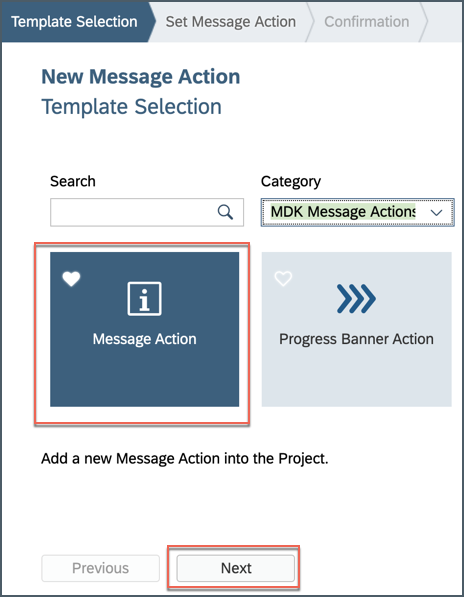 Template Selection
Set Message Action
Confirmation
New Message Action
Template Selection
Search
Category
MDK Message Actions
Message Action
Progress Banner Action
Add a new Message Action into the Project.
Previous
Next